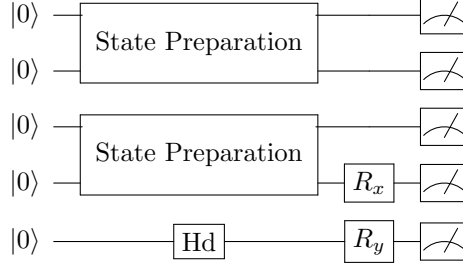 |0⟩
State Preparation
|0⟩
|0⟩
State Preparation
|0⟩ R_x
|0⟩ Hd R_y